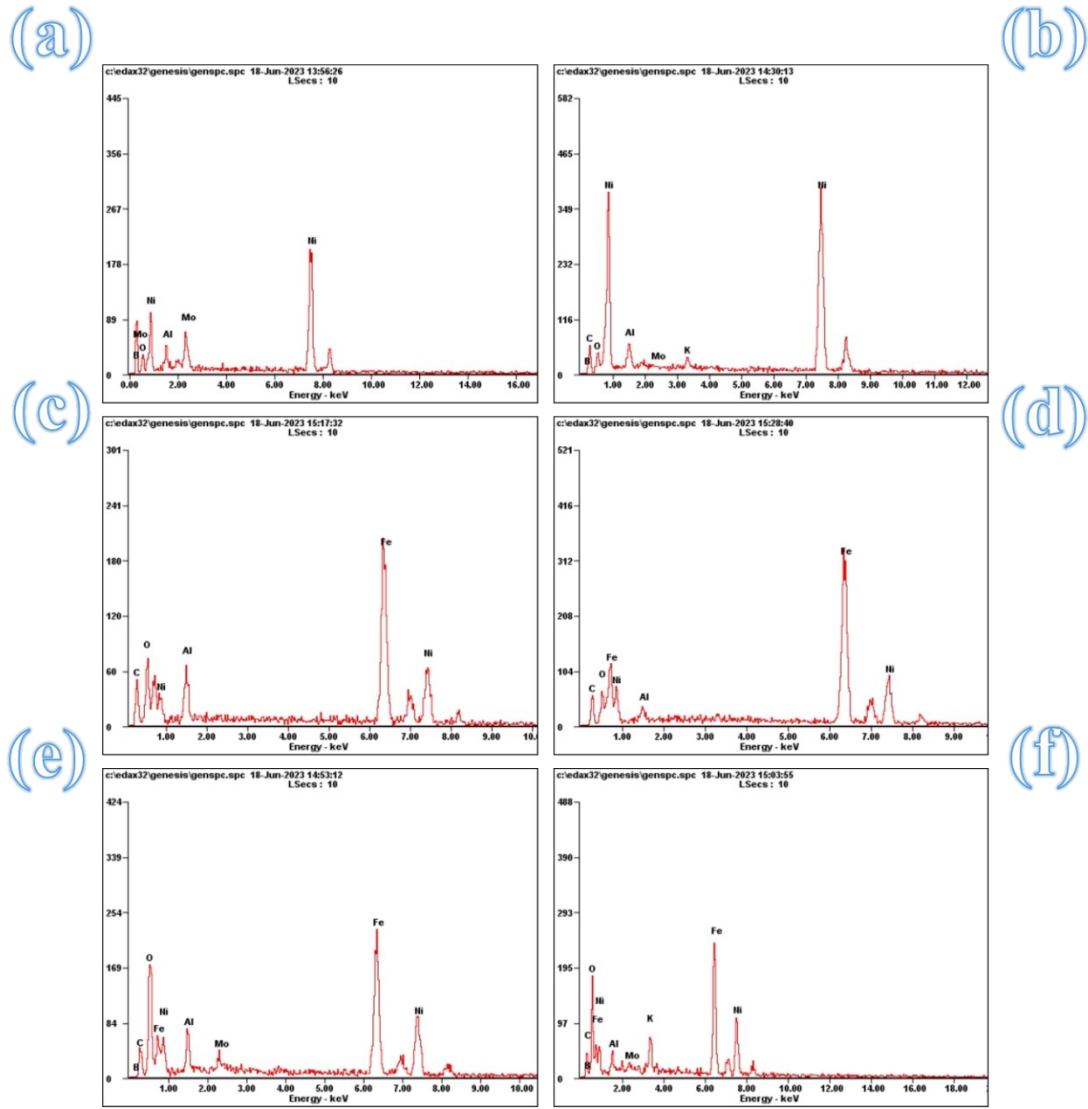 (a)
(b)
c:\edax32\genesis\genspc.spc 18-Jun-2023 13:56:26
LSecs : 10
445
356
267
178
89
0
Ni
Mo
Ni
Mo
Al
B
O
0.00 2.00 4.00 6.00 8.00 10.00 12.00 14.00 16.00
Energy - keV
c:\edax32\genesis\genspc.spc 18-Jun-2023 14:30:13
LSecs : 10
582
465
349
232
116
0
Ni
Ni
C
O
Al
B
Mo
K
1.00 2.00 3.00 4.00 5.00 6.00 7.00 8.00 9.00 10.00 11.00 12.00
Energy - keV
(c)
(d)
c:\edax32\genesis\genspc.spc 18-Jun-2023 15:17:32
LSecs : 10
301
241
180
120
60
0
Fe
O
Al
Ni
C
Ni
1.00 2.00 3.00 4.00 5.00 6.00 7.00 8.00 9.00 10.0
Energy - keV
c:\edax32\genesis\genspc.spc 18-Jun-2023 15:28:40
LSecs : 10
521
416
312
208
104
0
Fe
Fe
O
Ni
Ni
C
Al
1.00 2.00 3.00 4.00 5.00 6.00 7.00 8.00 9.00
Energy - keV
(e)
(f)
c:\edax32\genesis\genspc.spc 18-Jun-2023 14:53:12
LSecs : 10
424
339
254
169
84
0
Fe
O
Ni
Ni
Al
Fe
C
Mo
B
1.00 2.00 3.00 4.00 5.00 6.00 7.00 8.00 9.00 10.00
Energy - keV
c:\edax32\genesis\genspc.spc 18-Jun-2023 15:03:55
LSecs : 10
488
390
293
195
97
0
Fe
O
Ni
Ni
K
Fe
C
Al
Mo
B
2.00 4.00 6.00 8.00 10.00 12.00 14.00 16.00 18.00
Energy - keV